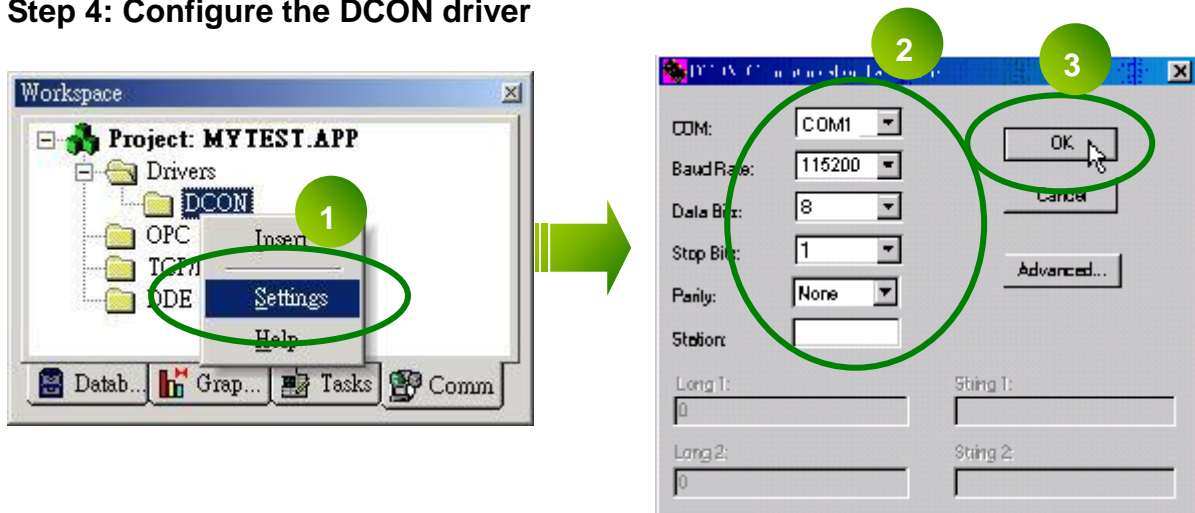 Step 4: Configure the DCON driver
Workspace
Project: MYTEST.APP
Drivers
DCON
OPC
DDE
1
Insert
Settings
Help
Datab...
Grap...
Tasks
Comm
2
3
COM:
COM1
Baud Rate:
115200
Data Bits:
8
Stop Bits:
1
Parity:
None
Station:
OK
Cancel
Advanced...
Long 1:
0
String 1:
Long 2:
0
String 2: